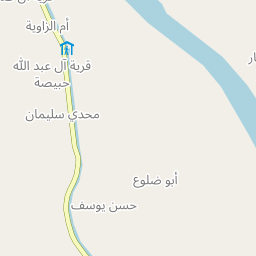 أم الزاوية
قرية آل عبد الله
حبيصة
محدي سليمان
أبو ضلوع
حسن يوسف